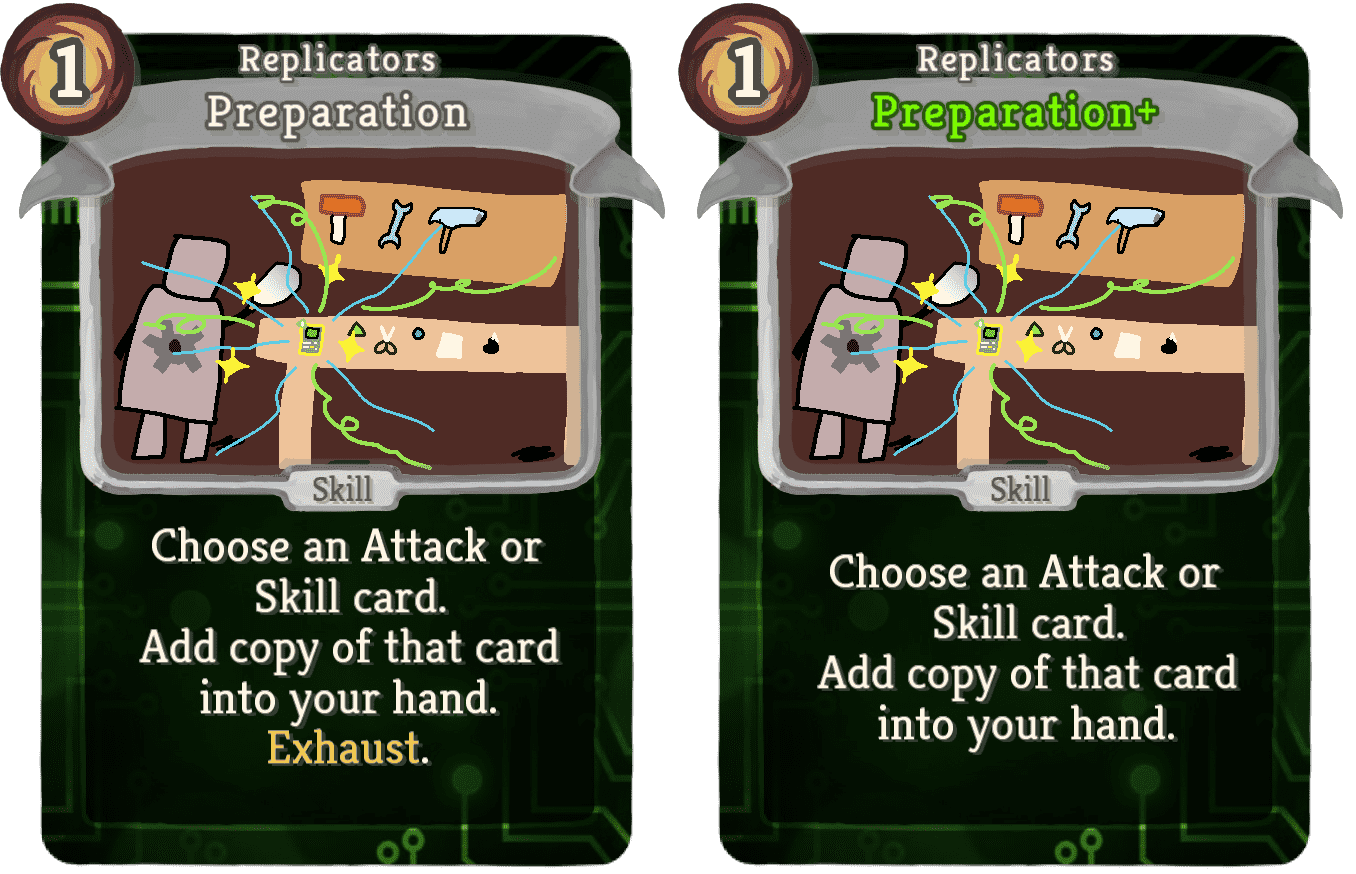 1
Replicators
Preparation
Skill
Choose an Attack or
Skill card.
Add copy of that card
into your hand.
Exhaust.
1
Replicators
Preparation+
Skill
Choose an Attack or
Skill card.
Add copy of that card
into your hand.